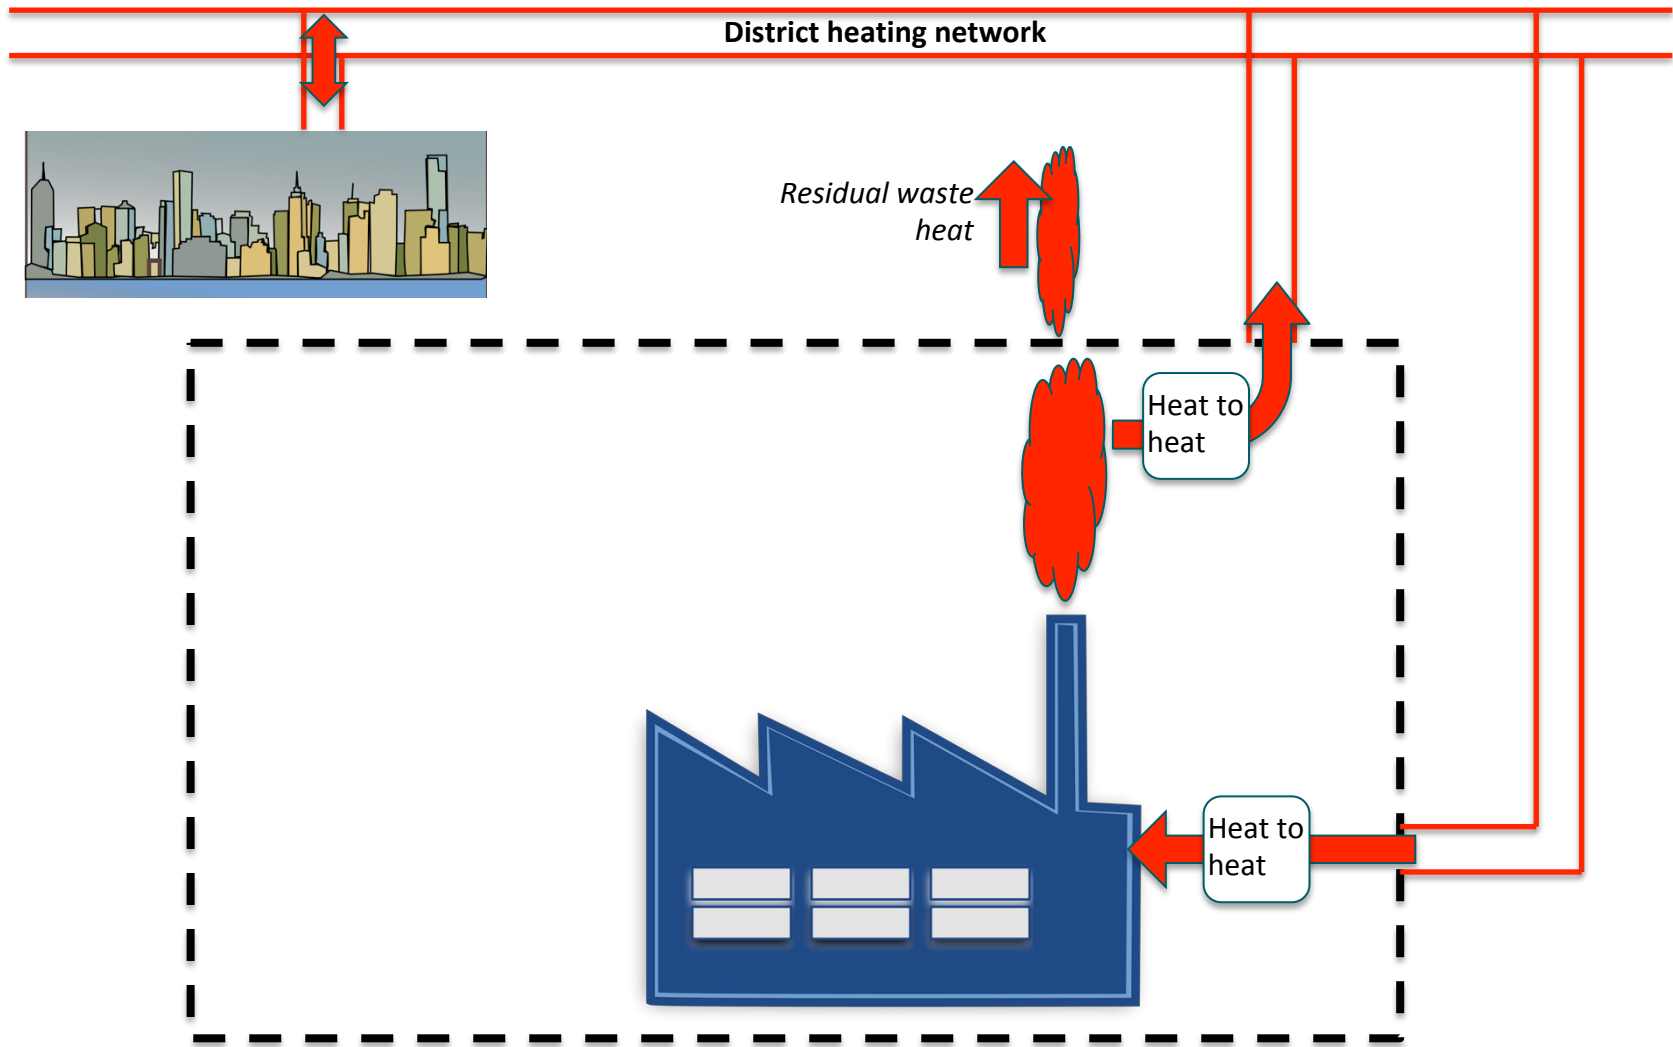 District heating network
Residual waste
heat
Heat to
heat
Heat to
heat